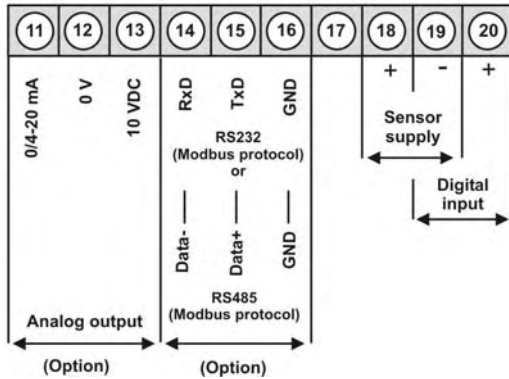 11 12 13 14 15 16 17 18 19 20
+ - +
0/4-20 mA
0 V
10 VDC
RxD
TxD
GND
RS232
(Modbus protocol)
or
Data-
Data+
GND
RS485
(Modbus protocol)
Sensor
supply
Digital
input
Analog output
(Option)
(Option)